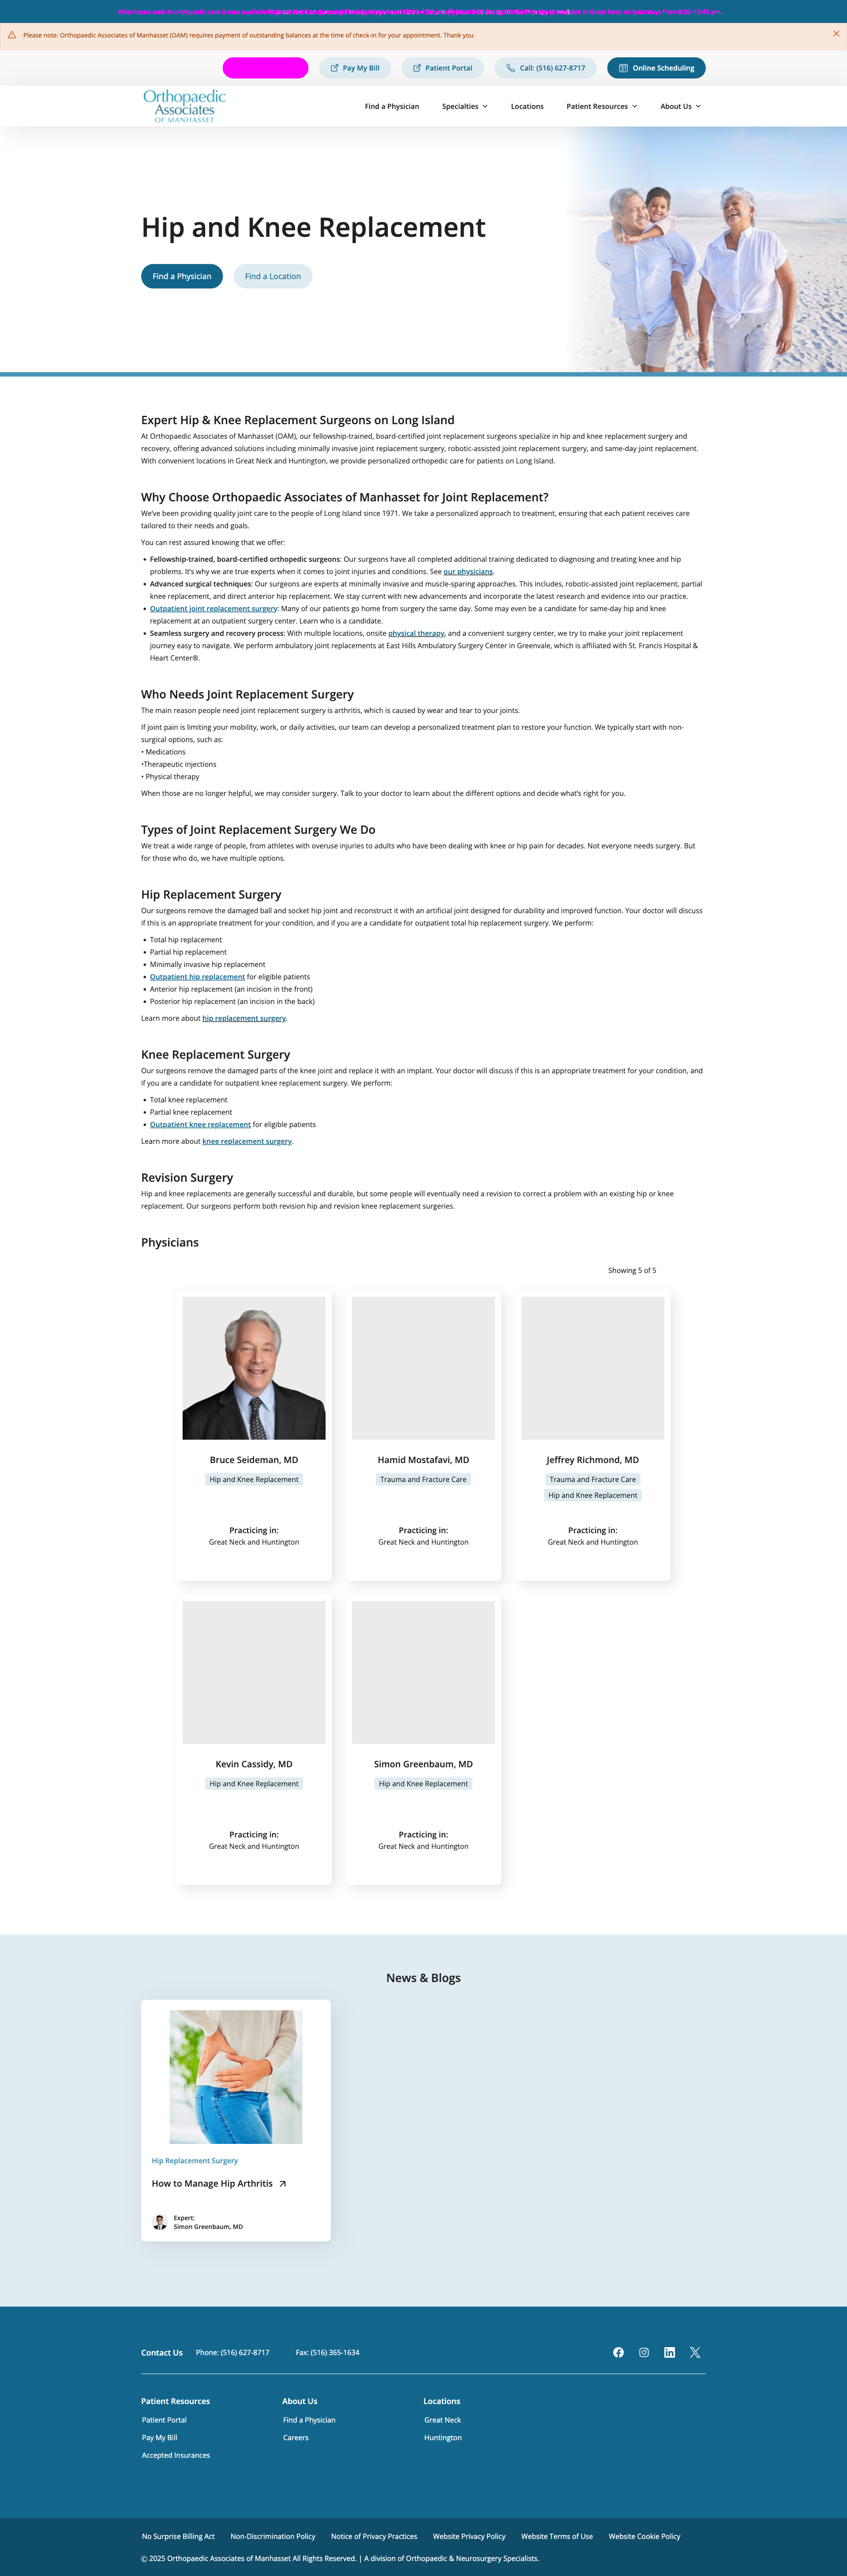 Please note: Orthopaedic Associates of Manhasset (OAM) requires payment of outstanding balances at the time of check-in for your appointment. Thank you.
Pay My Bill
Patient Portal
Call: (516) 627-8717
Online Scheduling
Orthopaedic
Associates
OF MANHASSET
Find a Physician
Specialties
Locations
Patient Resources
About Us
Hip and Knee Replacement
Find a Physician
Find a Location
Expert Hip & Knee Replacement Surgeons on Long Island
At Orthopaedic Associates of Manhasset (OAM), our fellowship-trained, board-certified joint replacement surgeons specialize in hip and knee replacement surgery and
recovery, offering advanced solutions including minimally invasive joint replacement surgery, robotic-assisted joint replacement surgery, and same-day joint replacement.
With convenient locations in Great Neck and Huntington, we provide personalized orthopedic care for patients on Long Island.
Why Choose Orthopaedic Associates of Manhasset for Joint Replacement?
We've been providing quality joint care to the people of Long Island since 1971. We take a personalized approach to treatment, ensuring that each patient receives care
tailored to their needs and goals.
You can rest assured knowing that we offer:
• Fellowship-trained, board-certified orthopedic surgeons: Our surgeons have all completed additional training dedicated to diagnosing and treating knee and hip
problems. It's why we are true experts when it comes to joint injuries and conditions. See our physicians.
• Advanced surgical techniques: Our surgeons are experts at minimally invasive and muscle-sparing approaches. This includes, robotic-assisted joint replacement, partial
knee replacement, and direct anterior hip replacement. We stay current with new advancements and incorporate the latest research and evidence into our practice.
• Outpatient joint replacement surgery: Many of our patients go home from surgery the same day. Some may even be a candidate for same-day hip and knee
replacement at an outpatient surgery center. Learn who is a candidate.
• Seamless surgery and recovery process: With multiple locations, onsite physical therapy, and a convenient surgery center, we try to make your joint replacement
journey easy to navigate. We perform ambulatory joint replacements at East Hills Ambulatory Surgery Center in Greenvale, which is affiliated with St. Francis Hospital &
Heart Center®.
Who Needs Joint Replacement Surgery
The main reason people need joint replacement surgery is arthritis, which is caused by wear and tear to your joints.
If joint pain is limiting your mobility, work, or daily activities, our team can develop a personalized treatment plan to restore your function. We typically start with non-
surgical options, such as:
• Medications
•Therapeutic injections
• Physical therapy
When those are no longer helpful, we may consider surgery. Talk to your doctor to learn about the different options and decide what's right for you.
Types of Joint Replacement Surgery We Do
We treat a wide range of people, from athletes with overuse injuries to adults who have been dealing with knee or hip pain for decades. Not everyone needs surgery. But
for those who do, we have multiple options.
Hip Replacement Surgery
Our surgeons remove the damaged ball and socket hip joint and reconstruct it with an artificial joint designed for durability and improved function. Your doctor will discuss
if this is an appropriate treatment for your condition, and if you are a candidate for outpatient total hip replacement surgery. We perform:
• Total hip replacement
• Partial hip replacement
• Minimally invasive hip replacement
• Outpatient hip replacement for eligible patients
• Anterior hip replacement (an incision in the front)
• Posterior hip replacement (an incision in the back)
Learn more about hip replacement surgery.
Knee Replacement Surgery
Our surgeons remove the damaged parts of the knee joint and replace it with an implant. Your doctor will discuss if this is an appropriate treatment for your condition, and
if you are a candidate for outpatient knee replacement surgery. We perform:
• Total knee replacement
• Partial knee replacement
• Outpatient knee replacement for eligible patients
Learn more about knee replacement surgery.
Revision Surgery
Hip and knee replacements are generally successful and durable, but some people will eventually need a revision to correct a problem with an existing hip or knee
replacement. Our surgeons perform both revision hip and revision knee replacement surgeries.
Physicians
Showing 5 of 5
Bruce Seideman, MD
Hip and Knee Replacement
Practicing in:
Great Neck and Huntington
Hamid Mostafavi, MD
Trauma and Fracture Care
Practicing in:
Great Neck and Huntington
Jeffrey Richmond, MD
Trauma and Fracture Care
Hip and Knee Replacement
Practicing in:
Great Neck and Huntington
Kevin Cassidy, MD
Hip and Knee Replacement
Practicing in:
Great Neck and Huntington
Simon Greenbaum, MD
Hip and Knee Replacement
Practicing in:
Great Neck and Huntington
News & Blogs
Hip Replacement Surgery
How to Manage Hip Arthritis
Expert:
Simon Greenbaum, MD
Contact Us
Phone: (516) 627-8717
Fax: (516) 365-1634
Patient Resources
Patient Portal
Pay My Bill
Accepted Insurances
About Us
Find a Physician
Careers
Locations
Great Neck
Huntington
No Surprise Billing Act
Non-Discrimination Policy
Notice of Privacy Practices
Website Privacy Policy
Website Terms of Use
Website Cookie Policy
© 2025 Orthopaedic Associates of Manhasset All Rights Reserved. | A division of Orthopaedic & Neurosurgery Specialists.